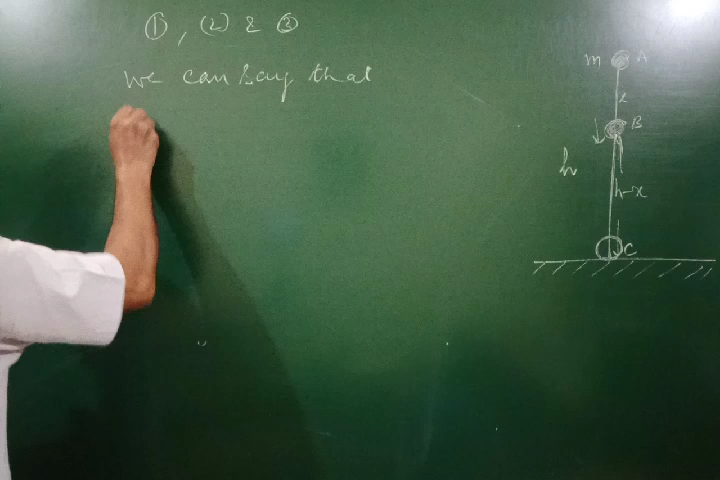 ①, (2) & ③
we can say that
m A
x
B
h
h-x
C